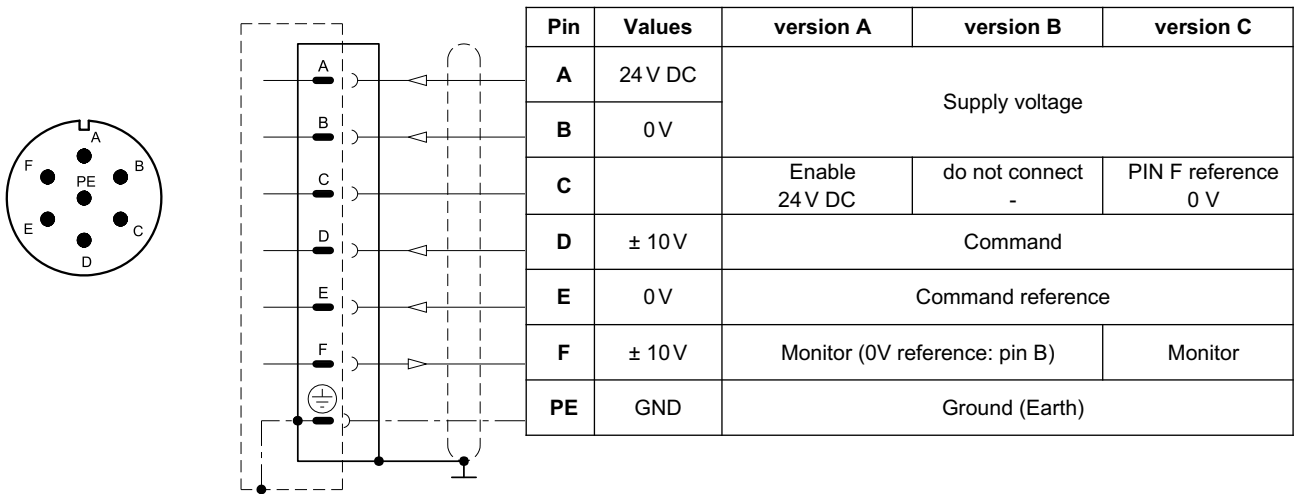 A
F
B
PE
E
C
D
A
B
C
D
E
F
Pin Values version A version B version C
A 24 V DC Supply voltage
B 0 V
C Enable do not connect PIN F reference
24 V DC - 0 V
D ± 10 V Command
E 0 V Command reference
F ± 10 V Monitor (0V reference: pin B) Monitor
PE GND Ground (Earth)